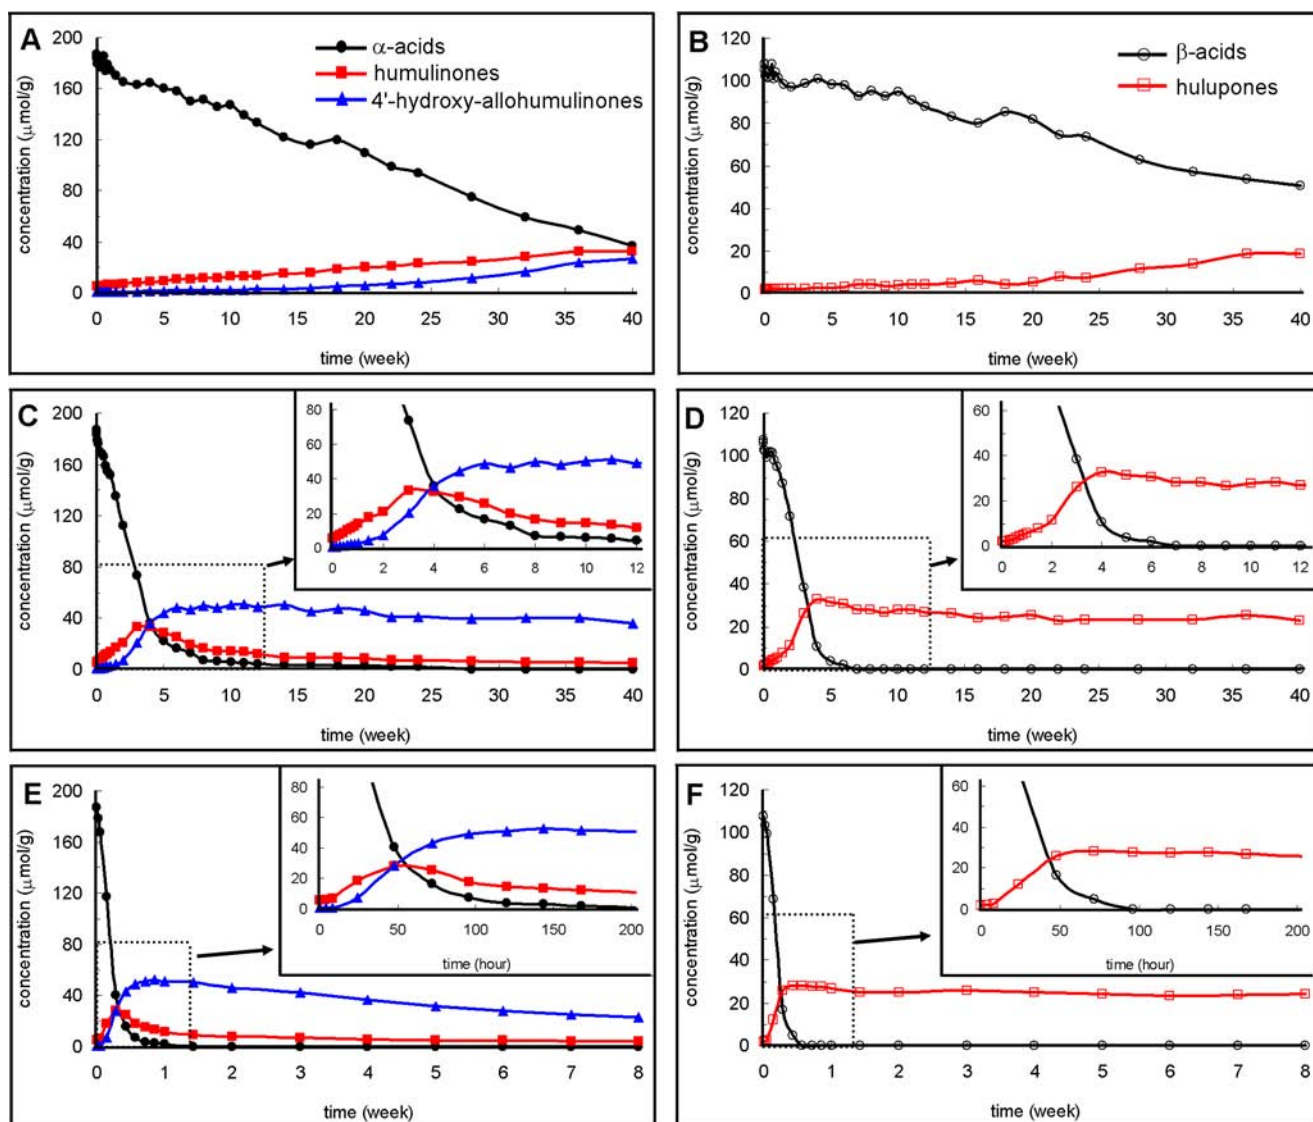 A
concentration (μmol/g)
200
160
120
80
40
0
α-acids
humulinones
4'-hydroxy-allohumulinones
0 5 10 15 20 25 30 35 40
time (week)
B
concentration (μmol/g)
120
100
80
60
40
20
0
β-acids
hulupones
0 5 10 15 20 25 30 35 40
time (week)
C
concentration (μmol/g)
200
160
120
80
40
0
80
60
40
20
0
0 2 4 6 8 10 12
0 5 10 15 20 25 30 35 40
time (week)
D
concentration (μmol/g)
120
100
80
60
40
20
0
60
40
20
0
0 2 4 6 8 10 12
0 5 10 15 20 25 30 35 40
time (week)
E
concentration (μmol/g)
200
160
120
80
40
0
80
60
40
20
0
0 50 100 150 200
time (hour)
0 1 2 3 4 5 6 7 8
time (week)
F
concentration (μmol/g)
120
100
80
60
40
20
0
60
40
20
0
0 50 100 150 200
time (hour)
0 1 2 3 4 5 6 7 8
time (week)